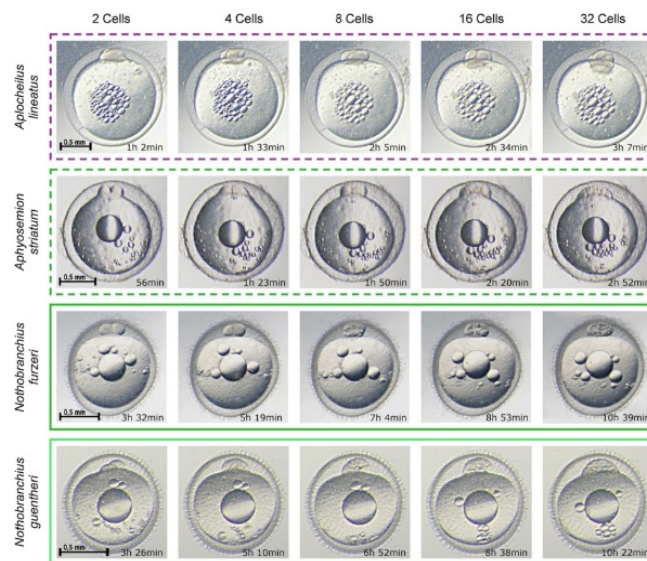 2 Cells 4 Cells 8 Cells 16 Cells 32 Cells
Aplocheilus
lineatus
0.5 mm 1h 2min 1h 33min 2h 5min 2h 34min 3h 7min
Aphyosemion
striatum
0.5 mm 56min 1h 23min 1h 50min 2h 20min 2h 52min
Nothobranchius
furzeri
0.5 mm 3h 32min 5h 19min 7h 4min 8h 53min 10h 39min
Nothobranchius
guentheri
0.5 mm 3h 26min 5h 10min 6h 52min 8h 38min 10h 22min